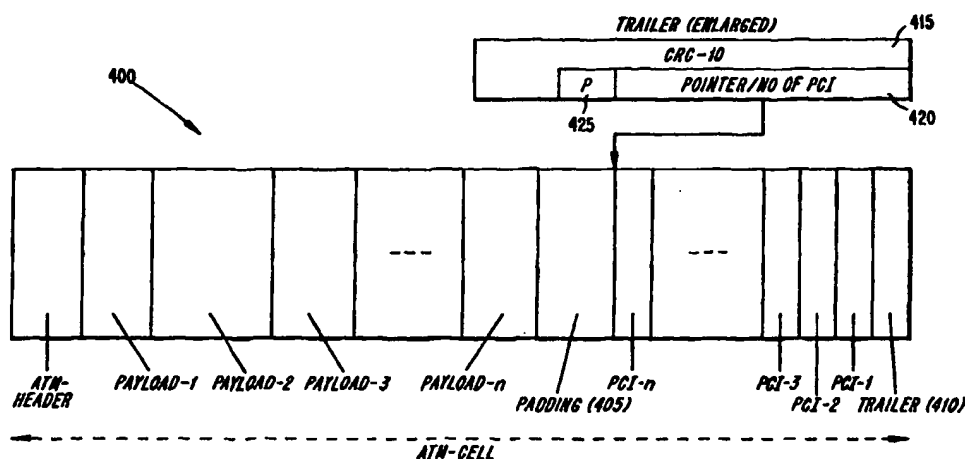 TRAILER (ENLARGED)
415
CRC-10
400
P
POINTER/NO OF PCI
425
420
ATM-
HEADER
PAYLOAD-1
PAYLOAD-2
PAYLOAD-3
PAYLOAD-n
PADDING (405)
PCI-n
PCI-3
PCI-2
PCI-1
TRAILER (410)
ATM-CELL